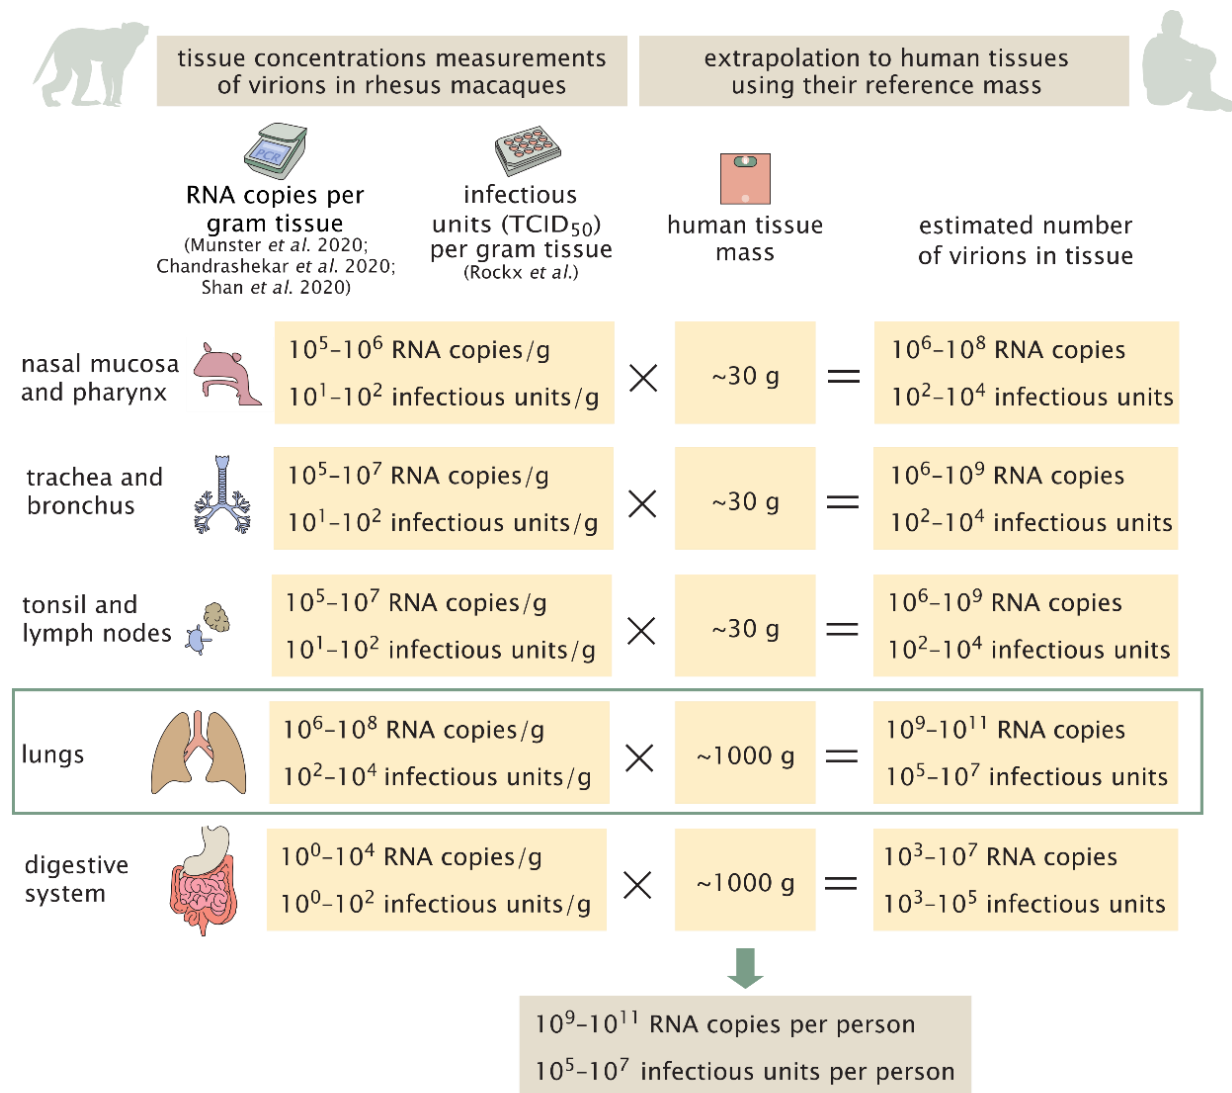 tissue concentrations measurements
of virions in rhesus macaques
extrapolation to human tissues
using their reference mass
PCR
RNA copies per
gram tissue
(Munster et al. 2020;
Chandrashekar et al. 2020;
Shan et al. 2020)
infectious
units (TCID₅₀)
per gram tissue
(Rockx et al.)
human tissue
mass
estimated number
of virions in tissue
nasal mucosa
and pharynx
10⁵–10⁶ RNA copies/g
10¹–10² infectious units/g
×
~30 g
=
10⁶–10⁸ RNA copies
10²–10⁴ infectious units
trachea and
bronchus
10⁵–10⁷ RNA copies/g
10¹–10² infectious units/g
×
~30 g
=
10⁶–10⁹ RNA copies
10²–10⁴ infectious units
tonsil and
lymph nodes
10⁵–10⁷ RNA copies/g
10¹–10² infectious units/g
×
~30 g
=
10⁶–10⁹ RNA copies
10²–10⁴ infectious units
lungs
10⁶–10⁸ RNA copies/g
10²–10⁴ infectious units/g
×
~1000 g
=
10⁹–10¹¹ RNA copies
10⁵–10⁷ infectious units
digestive
system
10⁰–10⁴ RNA copies/g
10⁰–10² infectious units/g
×
~1000 g
=
10³–10⁷ RNA copies
10³–10⁵ infectious units
10⁹–10¹¹ RNA copies per person
10⁵–10⁷ infectious units per person